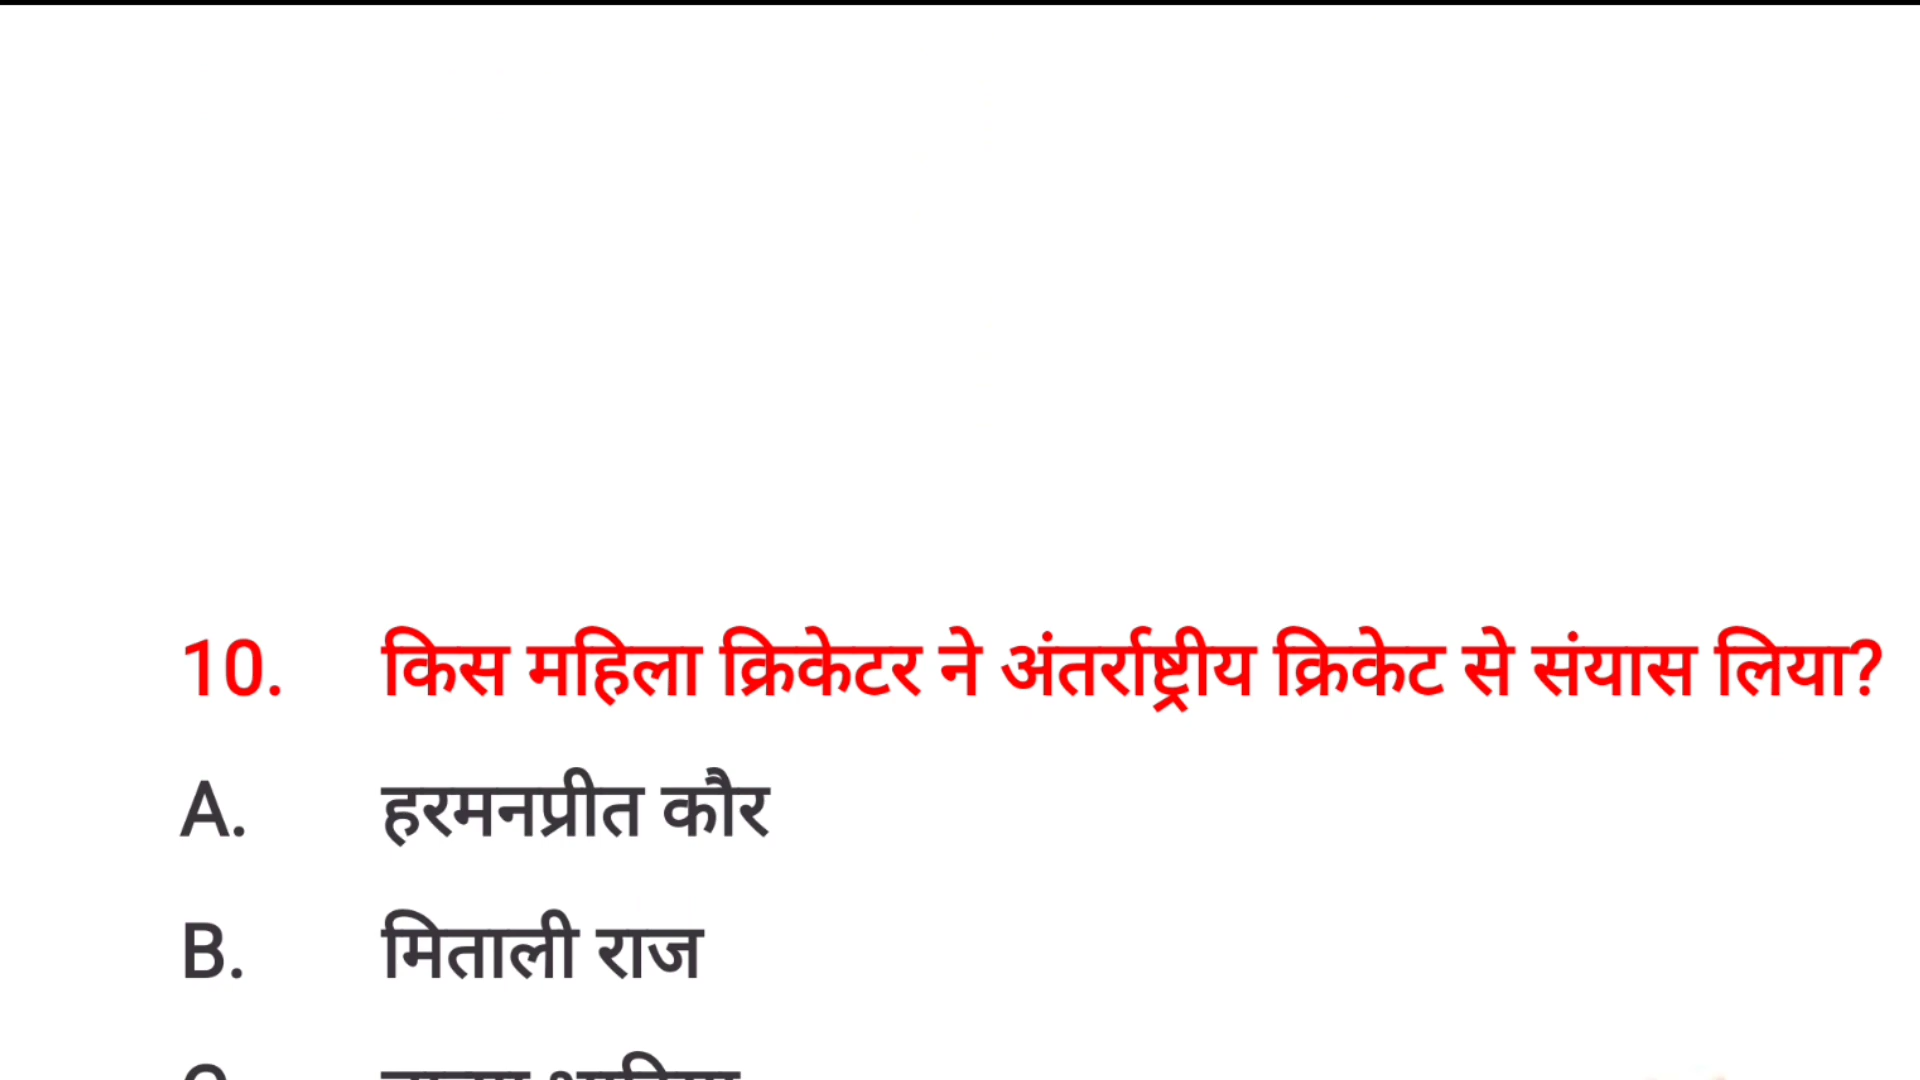 10. किस महिला क्रिकेटर ने अंतर्राष्ट्रीय क्रिकेट से संयास लिया?
A. हरमनप्रीत कौर
B. मिताली राज